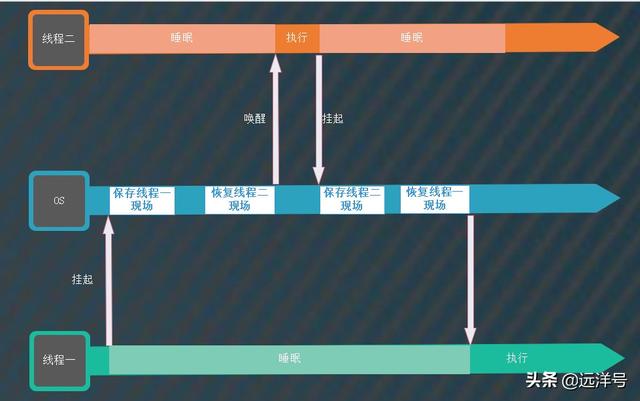 线程二
睡眠
执行
睡眠
唤醒
挂起
OS
保存线程一
现场
恢复线程二
现场
保存线程二
现场
恢复线程一
现场
挂起
线程一
睡眠
执行
头条 @远洋号